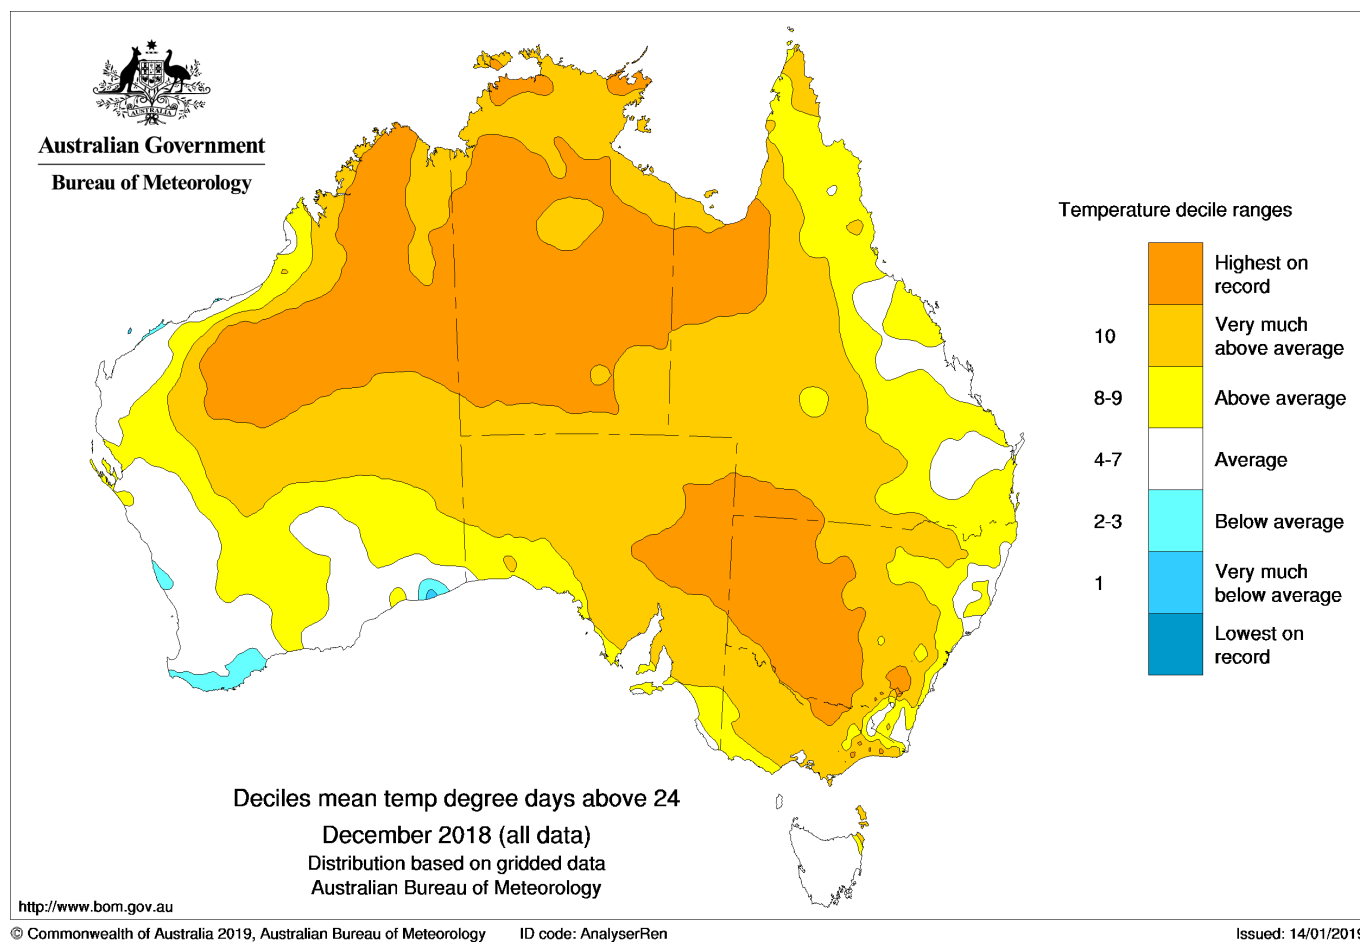 AUSTRALIA
Australian Government
Bureau of Meteorology
Temperature decile ranges
Highest on
record
10
Very much
above average
8-9
Above average
4-7
Average
2-3
Below average
1
Very much
below average
Lowest on
record
Deciles mean temp degree days above 24
December 2018 (all data)
Distribution based on gridded data
Australian Bureau of Meteorology
http://www.bom.gov.au
© Commonwealth of Australia 2019, Australian Bureau of Meteorology
ID code: AnalyserRen
Issued: 14/01/2019